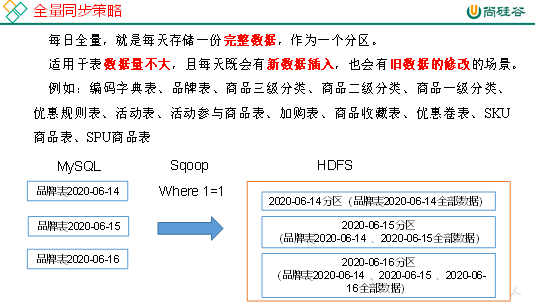 全量同步策略
尚硅谷
每日全量，就是每天存储一份完整数据，作为一个分区。
适用于表数据量不大，且每天既会有新数据插入，也会有旧数据的修改的场景。
例如：编码字典表、品牌表、商品三级分类、商品二级分类、商品一级分类、
优惠规则表、活动表、活动参与商品表、加购表、商品收藏表、优惠卷表、SKU
商品表、SPU商品表
MySQL
Sqoop
HDFS
品牌表2020-06-14
Where 1=1
2020-06-14分区（品牌表2020-06-14全部数据）
品牌表2020-06-15
2020-06-15分区
(品牌表2020-06-14 、2020-06-15全部数据)
品牌表2020-06-16
2020-06-16分区
(品牌表2020-06-14 、2020-06-15 、2020-06-
16全部数据)